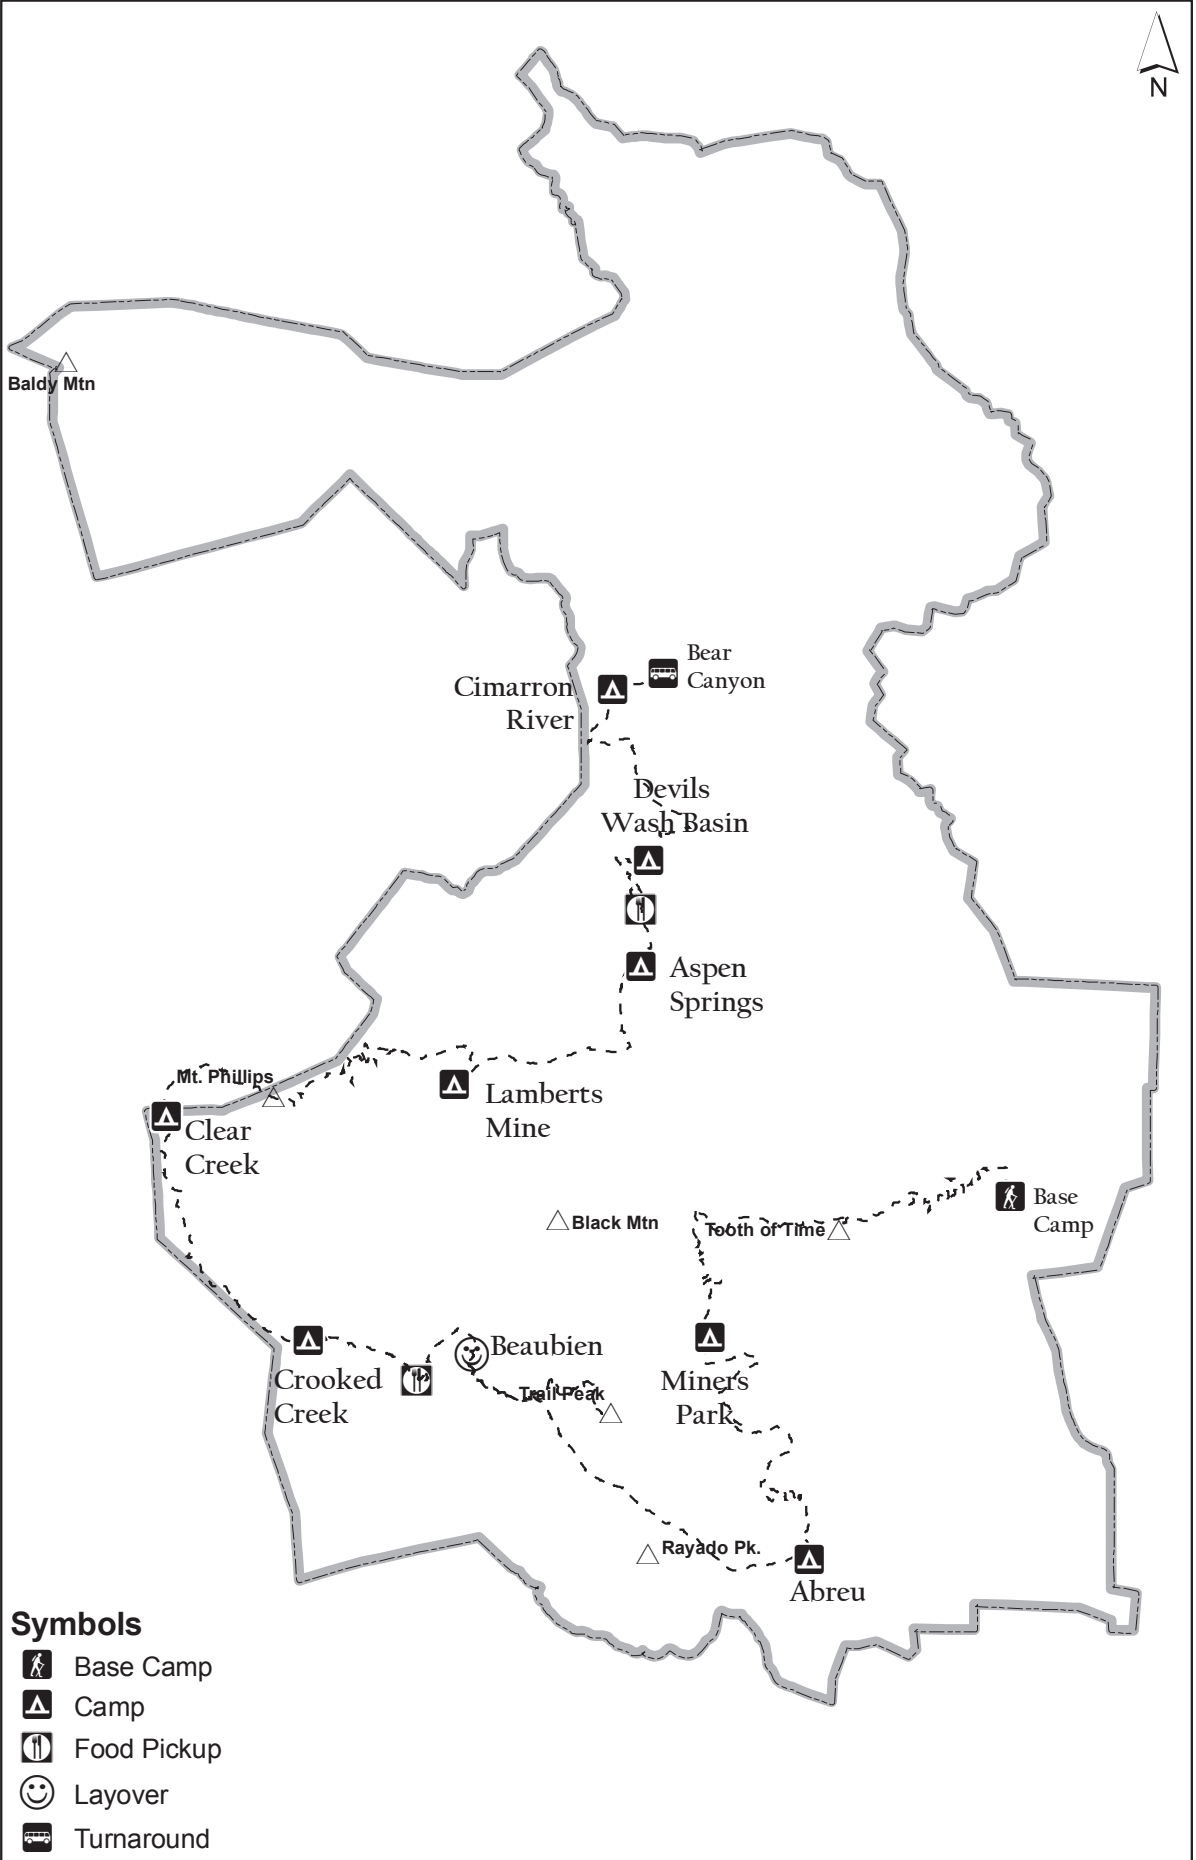 N
Baldy Mtn
Bear
Canyon
Cimarron
River
Devils
Wash Basin
Aspen
Springs
Mt. Phillips
Lamberts
Mine
Clear
Creek
Base
Camp
Black Mtn
Tooth of Time
Beaubien
Crooked
Creek
Trail Peak
Miners
Park
Rayado Pk.
Abreu
Symbols
Base Camp
Camp
Food Pickup
Layover
Turnaround